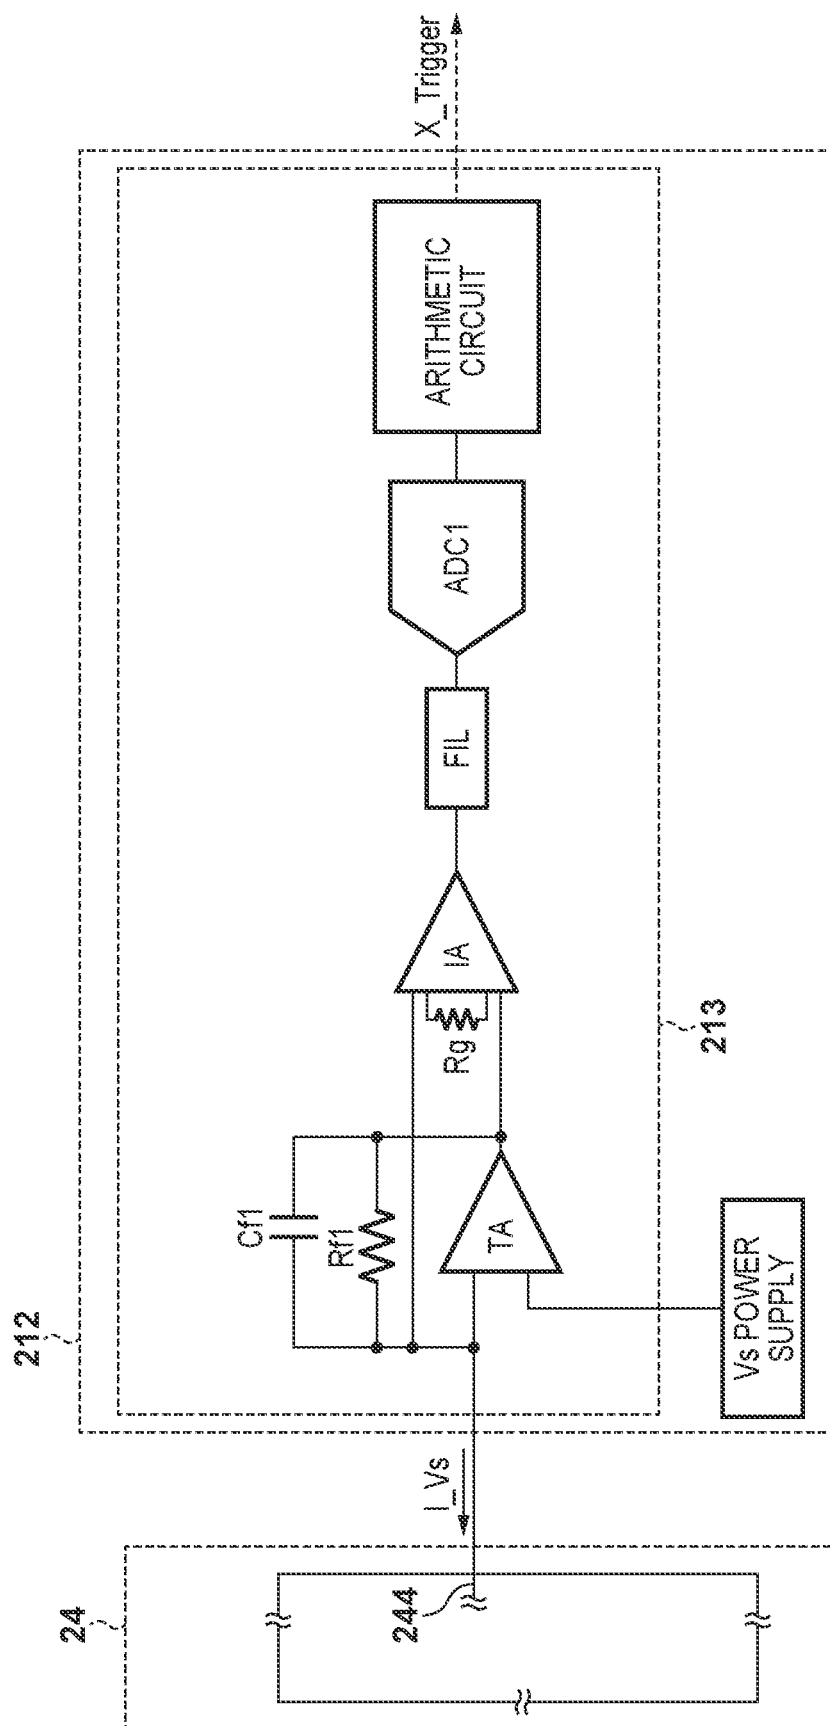 24
244
I_Vs
212
Cf1
Rf1
TA
Vs POWER
SUPPLY
213
Rg
IA
FIL
ADC1
ARITHMETIC
CIRCUIT
X_Trigger